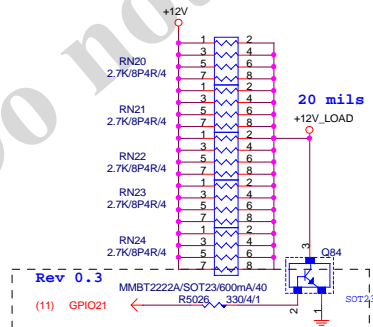 +12V
1 2
3 4
RN20
5 6
2.7K/8P4R/4
7 8
1 2
3 4
RN21
5 6
2.7K/8P4R/4
7 8
20 mils
+12V_LOAD
1 2
3 4
RN22
5 6
2.7K/8P4R/4
7 8
1 2
3 4
RN23
5 6
2.7K/8P4R/4
7 8
1 2
3 4
RN24
5 6
2.7K/8P4R/4
7 8
3
Q84
Rev 0.3
MMBT2222A/SOT23/600mA/40
SOT23
(11) GPIO21
R5026 330/4/1
2 1
o no